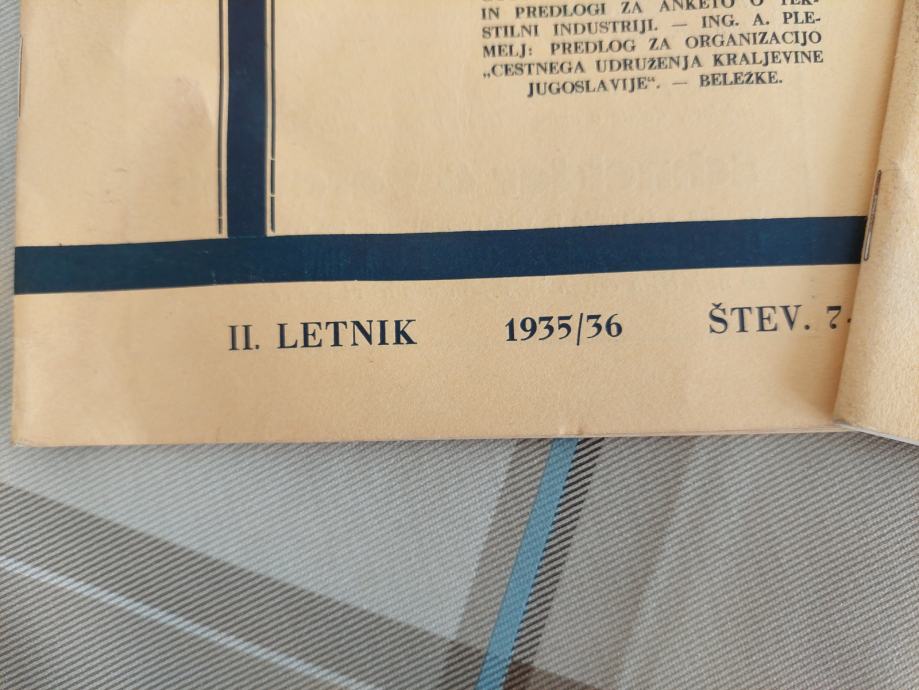 IN PREDLOGI ZA ANKETO O TEK-
STILNI INDUSTRIJI. — ING. A. PLE-
MELJ: PREDLOG ZA ORGANIZACIJO
„CESTNEGA UDRUŽENJA KRALJEVINE
JUGOSLAVIJE“. — BELEŽKE.
II. LETNIK 1935/36 ŠTEV. 7-